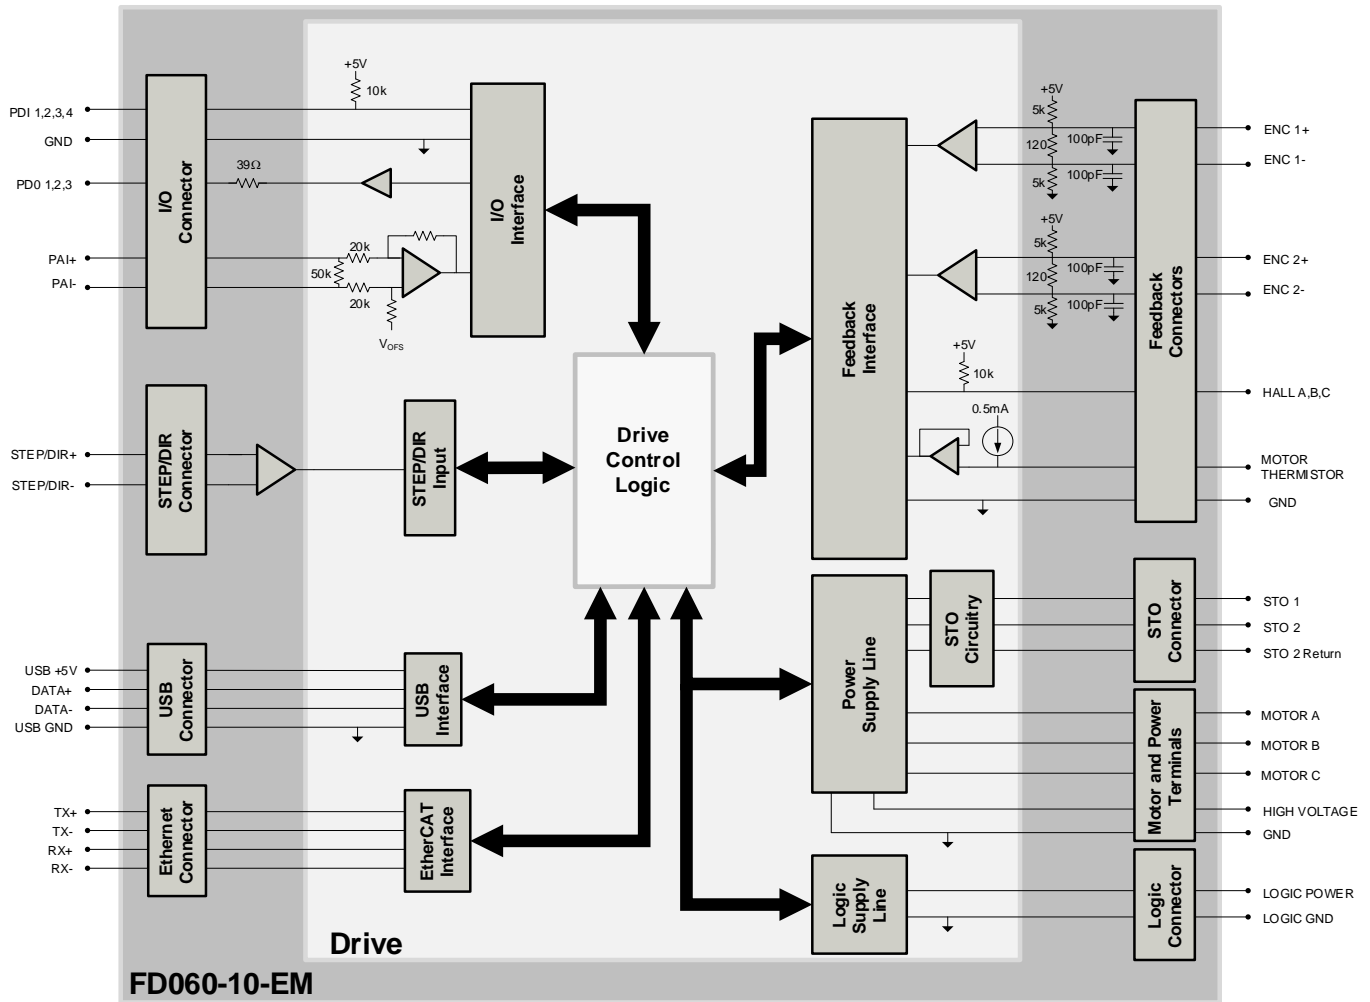 +5V
10k
PDI 1,2,3,4
GND
39Ω
PD0 1,2,3
PAI+
PAI-
20k
50k
20k
V_OFS
I/O
Connector
I/O
Interface
STEP/DIR+
STEP/DIR-
STEP/DIR
Connector
STEP/DIR
Input
USB +5V
DATA+
DATA-
USB GND
USB
Connector
USB
Interface
TX+
TX-
RX+
RX-
Ethernet
Connector
EtherCAT
Interface
Drive
Control
Logic
Feedback
Interface
+5V
5k
120
5k
100pF
100pF
+5V
5k
120
5k
100pF
100pF
+5V
10k
0.5mA
Feedback
Connectors
ENC 1+
ENC 1-
ENC 2+
ENC 2-
HALL A,B,C
MOTOR
THERMISTOR
GND
Power
Supply Line
STO
Circuitry
STO
Connector
STO 1
STO 2
STO 2 Return
Motor and Power
Terminals
MOTOR A
MOTOR B
MOTOR C
HIGH VOLTAGE
GND
Logic
Supply
Line
Logic
Connector
LOGIC POWER
LOGIC GND
Drive
FD060-10-EM